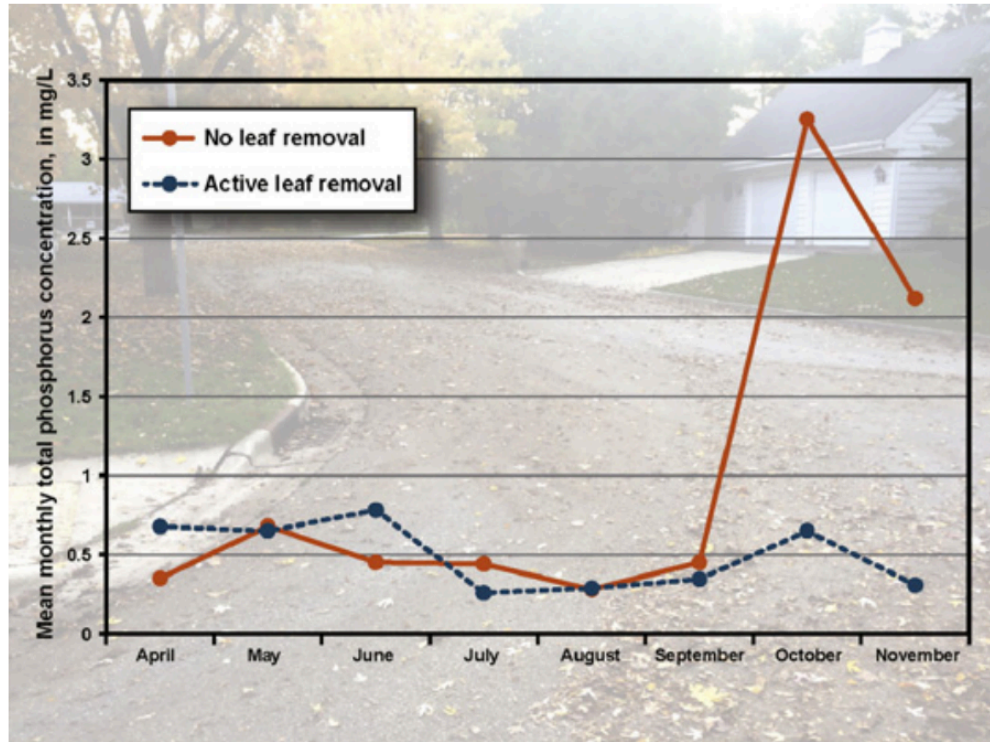 Mean monthly total phosphorus concentration, in mg/L
3.5
3
2.5
2
1.5
1
0.5
0
No leaf removal
Active leaf removal
April May June July August September October November